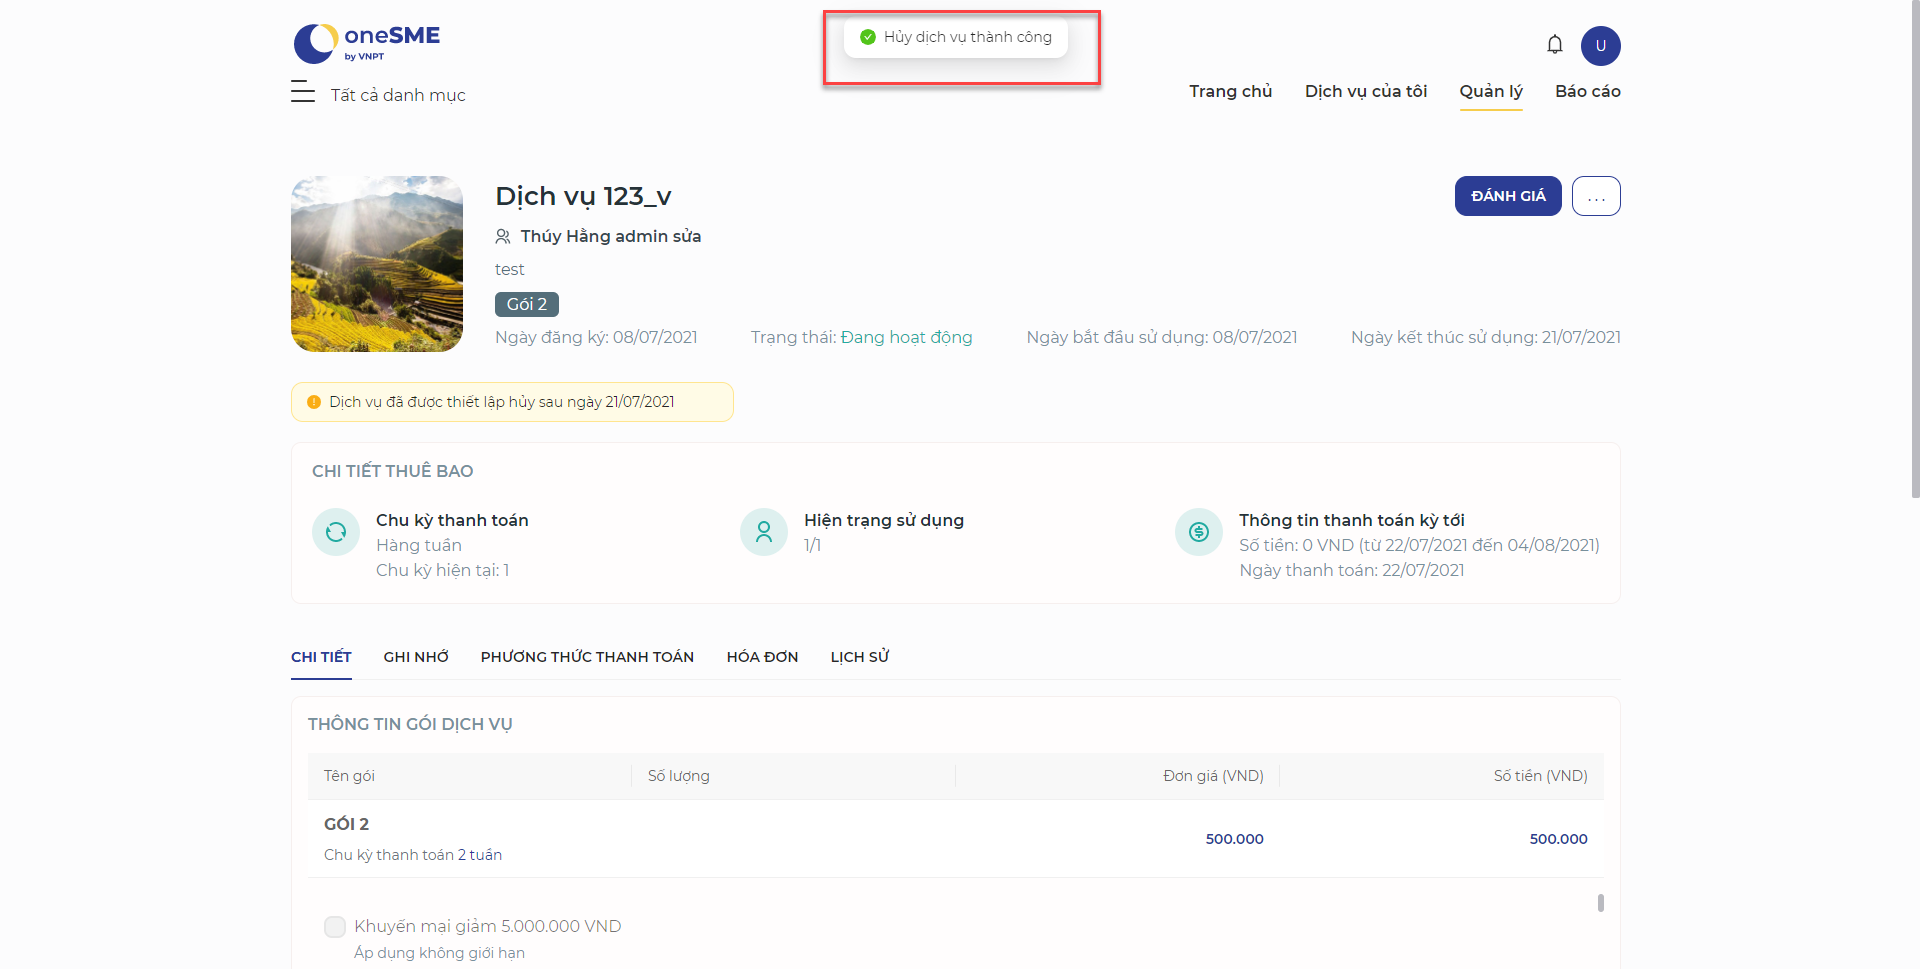 oneSME
by VNPT
Hủy dịch vụ thành công
U
Tất cả danh mục
Trang chủ
Dịch vụ của tôi
Quản lý
Báo cáo
Dịch vụ 123_v
ĐÁNH GIÁ
...
Thúy Hằng admin sửa
test
Gói 2
Ngày đăng ký: 08/07/2021
Trạng thái: Đang hoạt động
Ngày bắt đầu sử dụng: 08/07/2021
Ngày kết thúc sử dụng: 21/07/2021
Dịch vụ đã được thiết lập hủy sau ngày 21/07/2021
CHI TIẾT THUÊ BAO
Chu kỳ thanh toán
Hàng tuần
Chu kỳ hiện tại: 1
Hiện trạng sử dụng
1/1
Thông tin thanh toán kỳ tới
Số tiền: 0 VND (từ 22/07/2021 đến 04/08/2021)
Ngày thanh toán: 22/07/2021
CHI TIẾT
GHI NHỚ
PHƯƠNG THỨC THANH TOÁN
HÓA ĐƠN
LỊCH SỬ
THÔNG TIN GÓI DỊCH VỤ
Tên gói
Số lượng
Đơn giá (VND)
Số tiền (VND)
GÓI 2
Chu kỳ thanh toán 2 tuần
500.000
500.000
Khuyến mại giảm 5.000.000 VND
Áp dụng không giới hạn